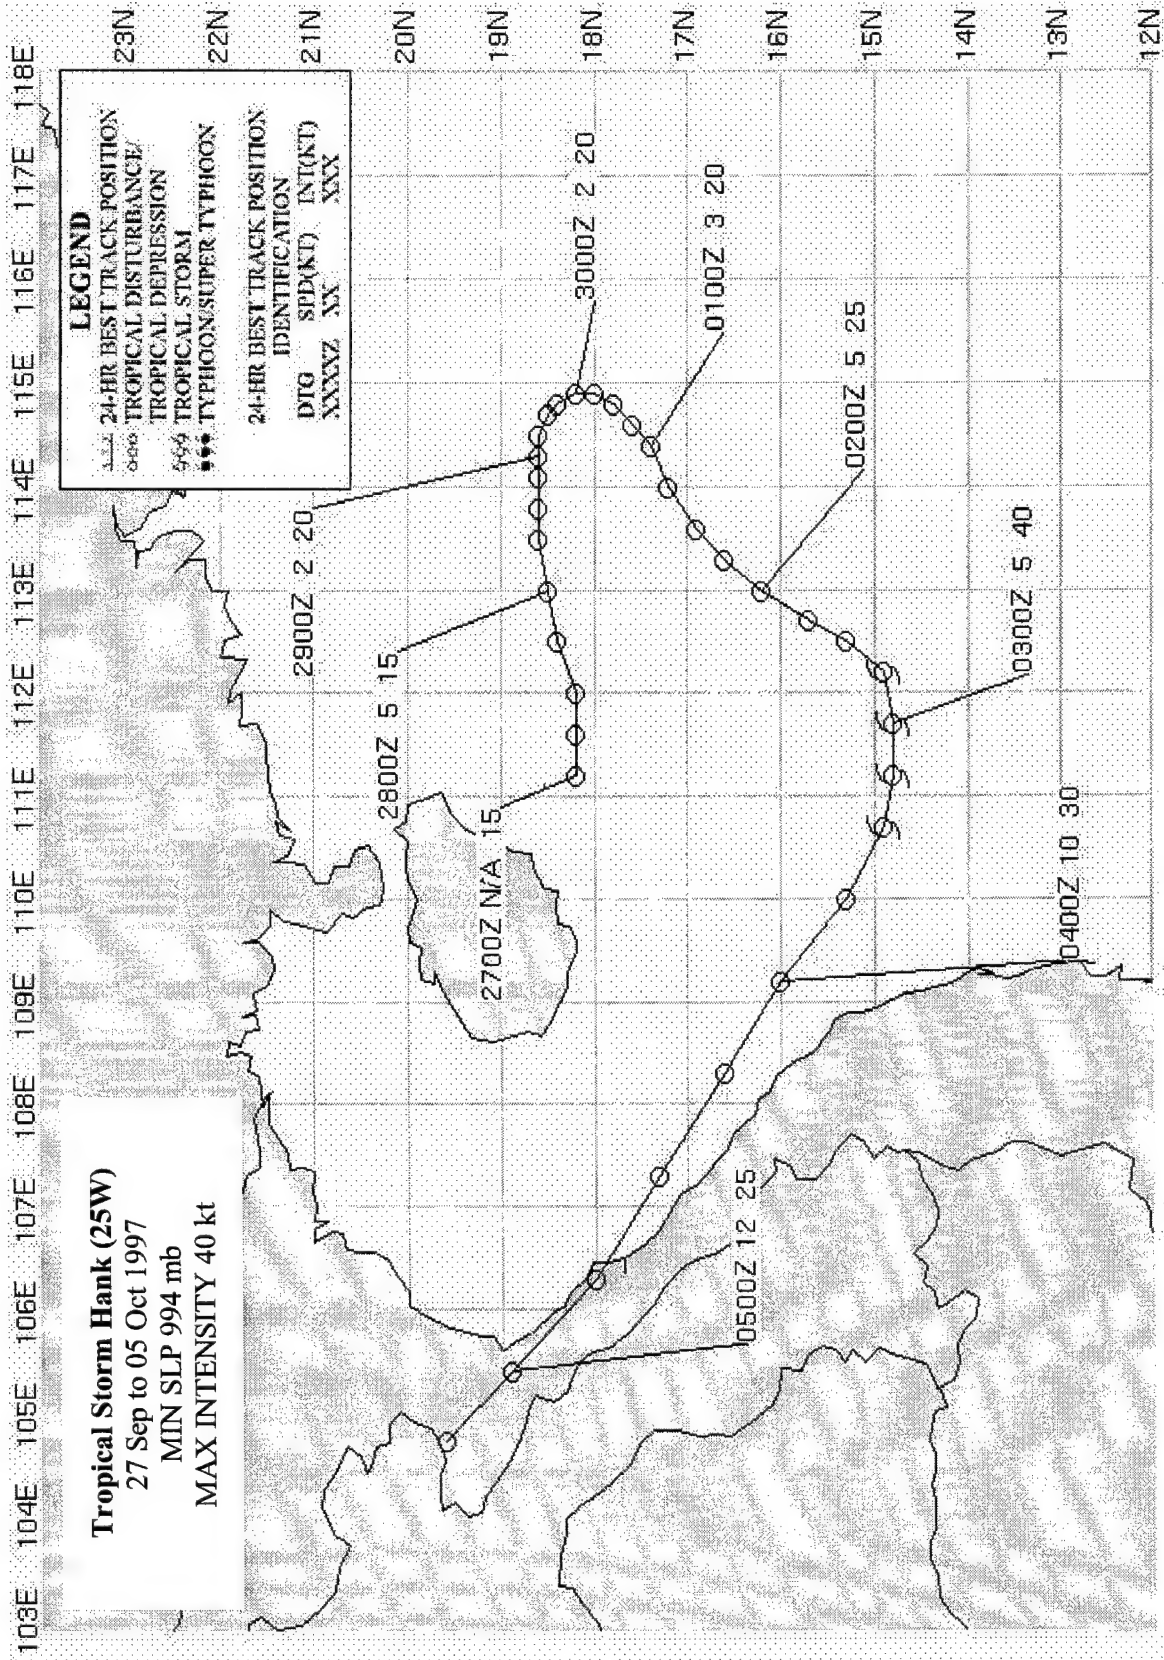 Tropical Storm Hank (25W)
27 Sep to 05 Oct 1997
MIN SLP 994 mb
MAX INTENSITY 40 kt
LEGEND
24-HR BEST TRACK POSITION
TROPICAL DISTURBANCE/
TROPICAL DEPRESSION
TROPICAL STORM
TYPHOON/SUPER TYPHOON
24-HR BEST TRACK POSITION
IDENTIFICATION
DTG SPD(KT) INT(KT)
XXXXZ XX XXX
103E 104E 105E 106E 107E 108E 109E 110E 111E 112E 113E 114E 115E 116E 117E 118E
23N
22N
21N
20N
19N
18N
17N
16N
15N
14N
13N
12N
2900Z 2 20
2800Z 5 15
2700Z N/A 15
3000Z 2 20
0100Z 3 20
0200Z 5 25
0300Z 5 40
0400Z 10 30
0500Z 12 25